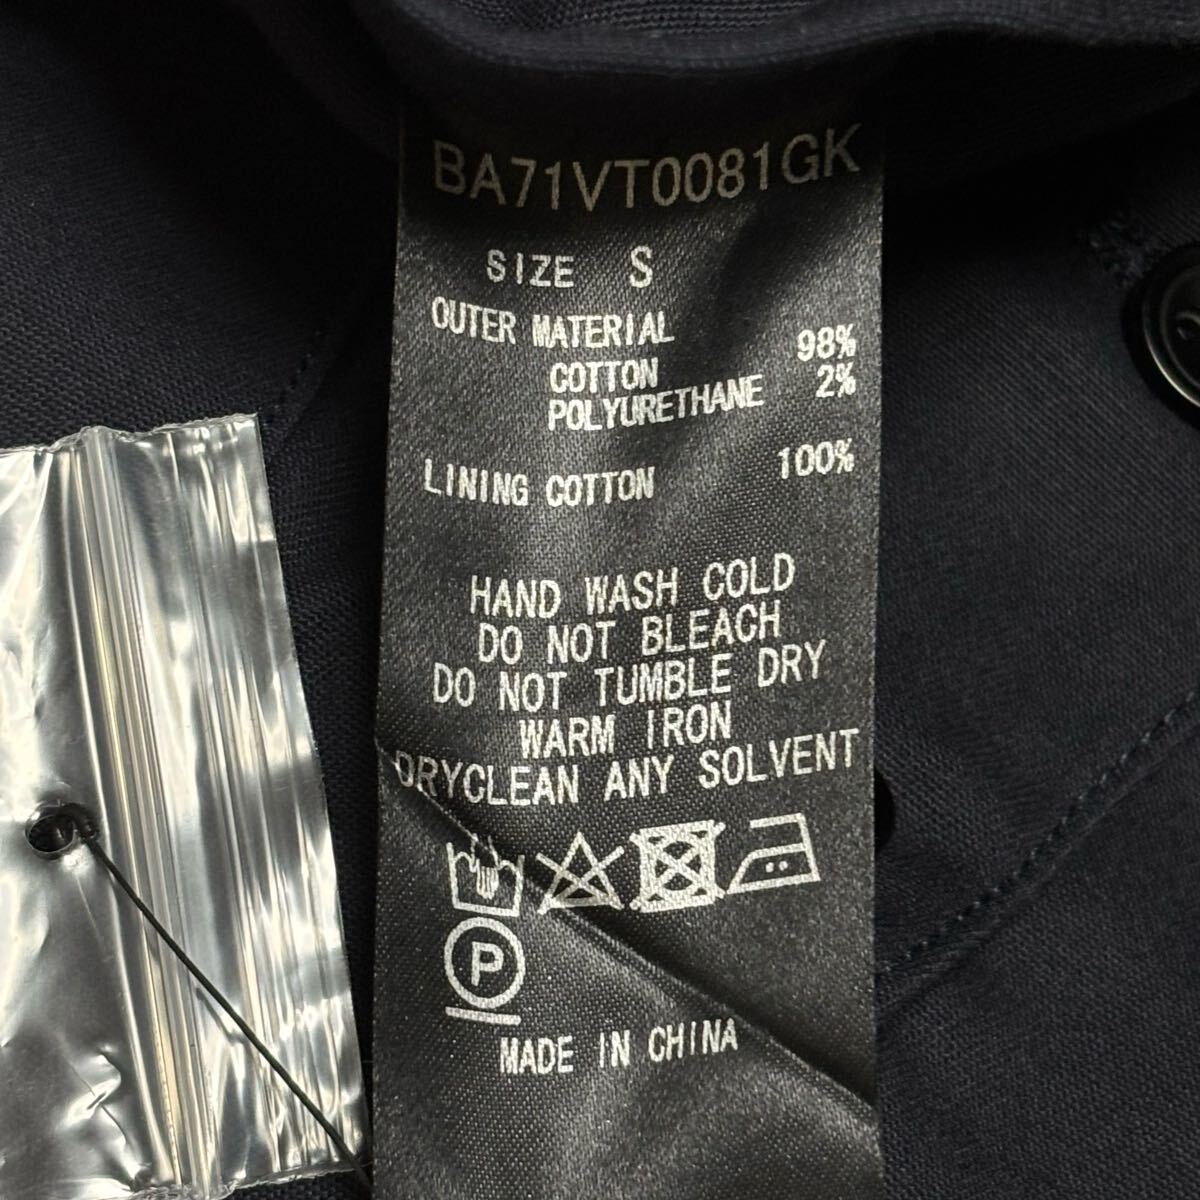 BA71VT0081GK
SIZE S
OUTER MATERIAL
COTTON 98%
POLYURETHANE 2%
LINING COTTON 100%
HAND WASH COLD
DO NOT BLEACH
DO NOT TUMBLE DRY
WARM IRON
DRYCLEAN ANY SOLVENT
P
MADE IN CHINA